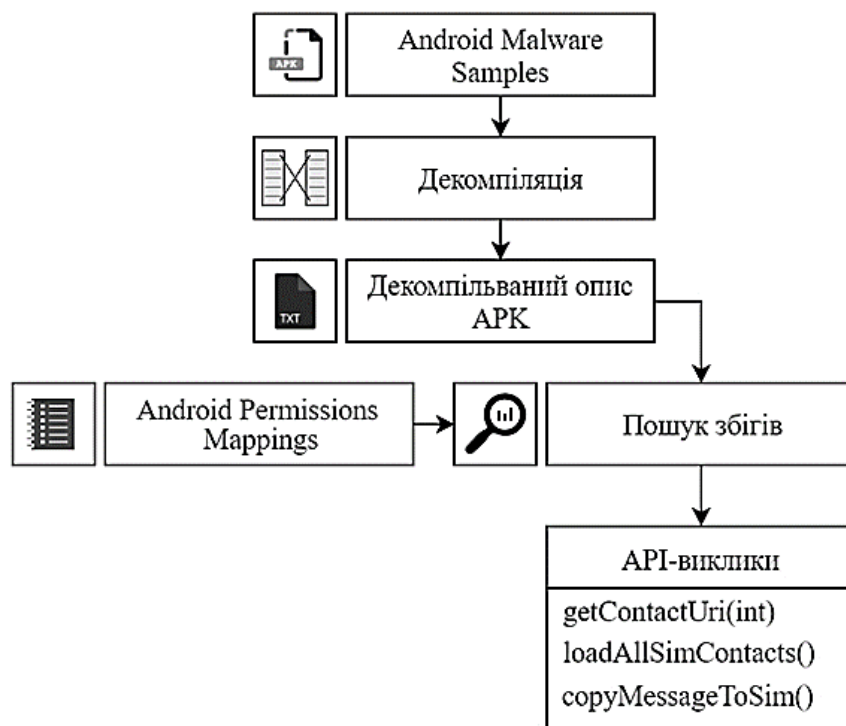 APK
Android Malware
Samples
Декомпіляція
TXT
Декомпільваний опис
APK
Android Permissions
Mappings
Пошук збігів
API-виклики
getContactUri(int)
loadAllSimContacts()
copyMessageToSim()